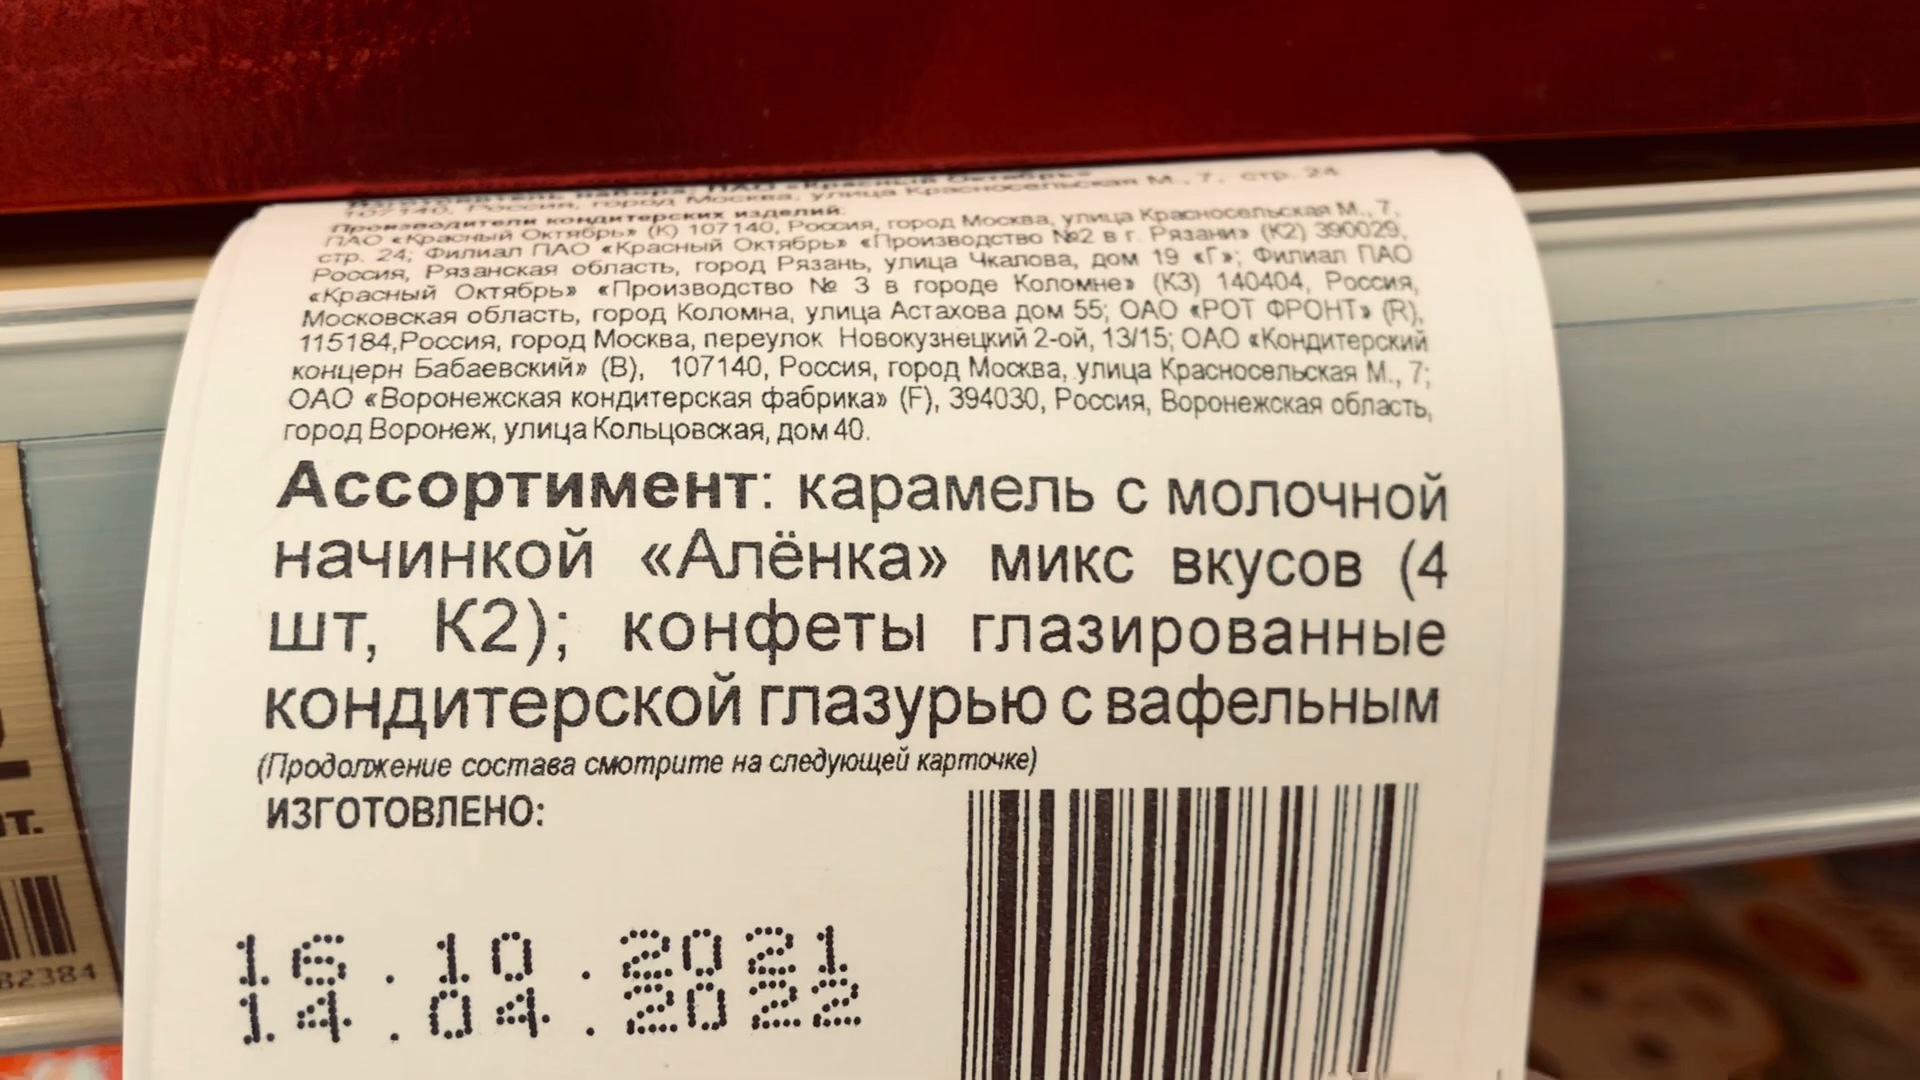 Изготовитель набора: ПАО «Красный Октябрь»
107140, Россия, город Москва, улица Красносельская М., 7, стр. 24
Производители кондитерских изделий:
ПАО «Красный Октябрь» (К) 107140, Россия, город Москва, улица Красносельская М., 7,
стр. 24; Филиал ПАО «Красный Октябрь» «Производство №2 в г. Рязани» (К2) 390029,
Россия, Рязанская область, город Рязань, улица Чкалова, дом 19 «Г»; Филиал ПАО
«Красный Октябрь» «Производство № 3 в городе Коломне» (К3) 140404, Россия,
Московская область, город Коломна, улица Астахова дом 55; ОАО «РОТ ФРОНТ» (R),
115184,Россия, город Москва, переулок Новокузнецкий 2-ой, 13/15; ОАО «Кондитерский
концерн Бабаевский» (В), 107140, Россия, город Москва, улица Красносельская М., 7;
ОАО «Воронежская кондитерская фабрика» (F), 394030, Россия, Воронежская область,
город Воронеж, улица Кольцовская, дом 40.
Ассортимент: карамель с молочной
начинкой «Алёнка» микс вкусов (4
шт, К2); конфеты глазированные
кондитерской глазурью с вафельным
(Продолжение состава смотрите на следующей карточке)
ИЗГОТОВЛЕНО:
16.10.2021
14.04.2022
82384